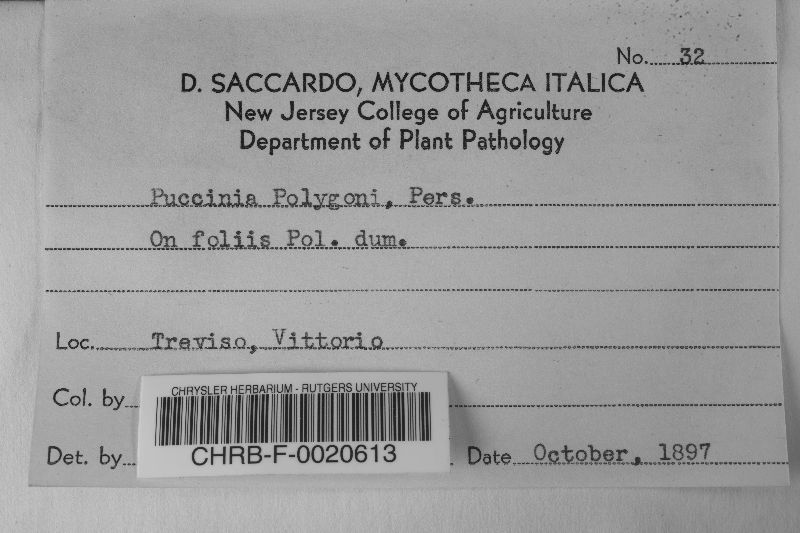 No. 32
D. SACCARDO, MYCOTHECA ITALICA
New Jersey College of Agriculture
Department of Plant Pathology
Puccinia Polygoni, Pers.
On foliis Pol. dum.
Loc. Treviso, Vittorio
Col. by
CHRYSLER HERBARIUM - RUTGERS UNIVERSITY
CHRB-F-0020613
Det. by
Date October, 1897